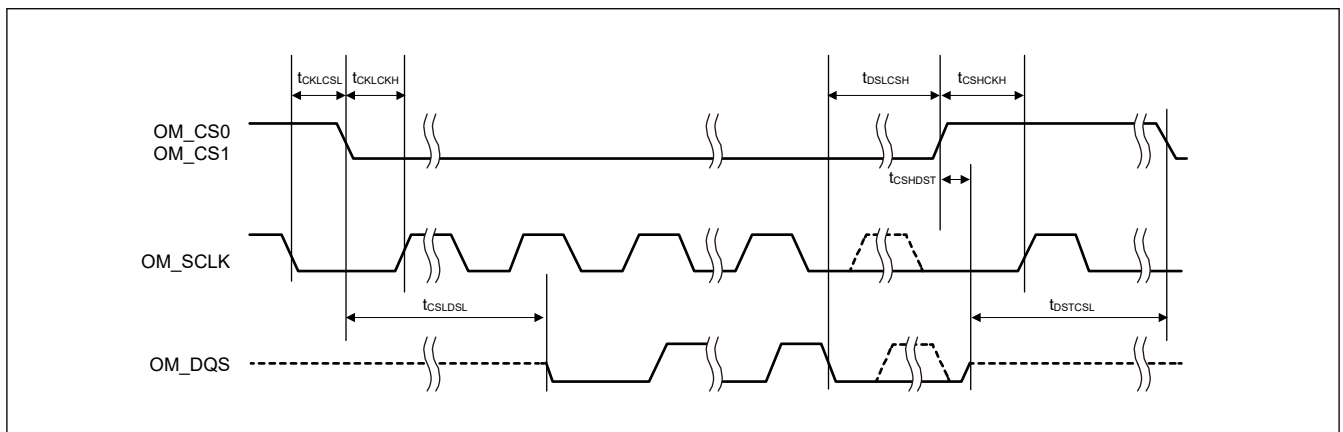 tCKLCSL tCKLCKH tDSLCSH tCSHCKH
OM_CS0
OM_CS1
tCSHDST
OM_SCLK
tCSLDSL tDSTCSL
OM_DQS